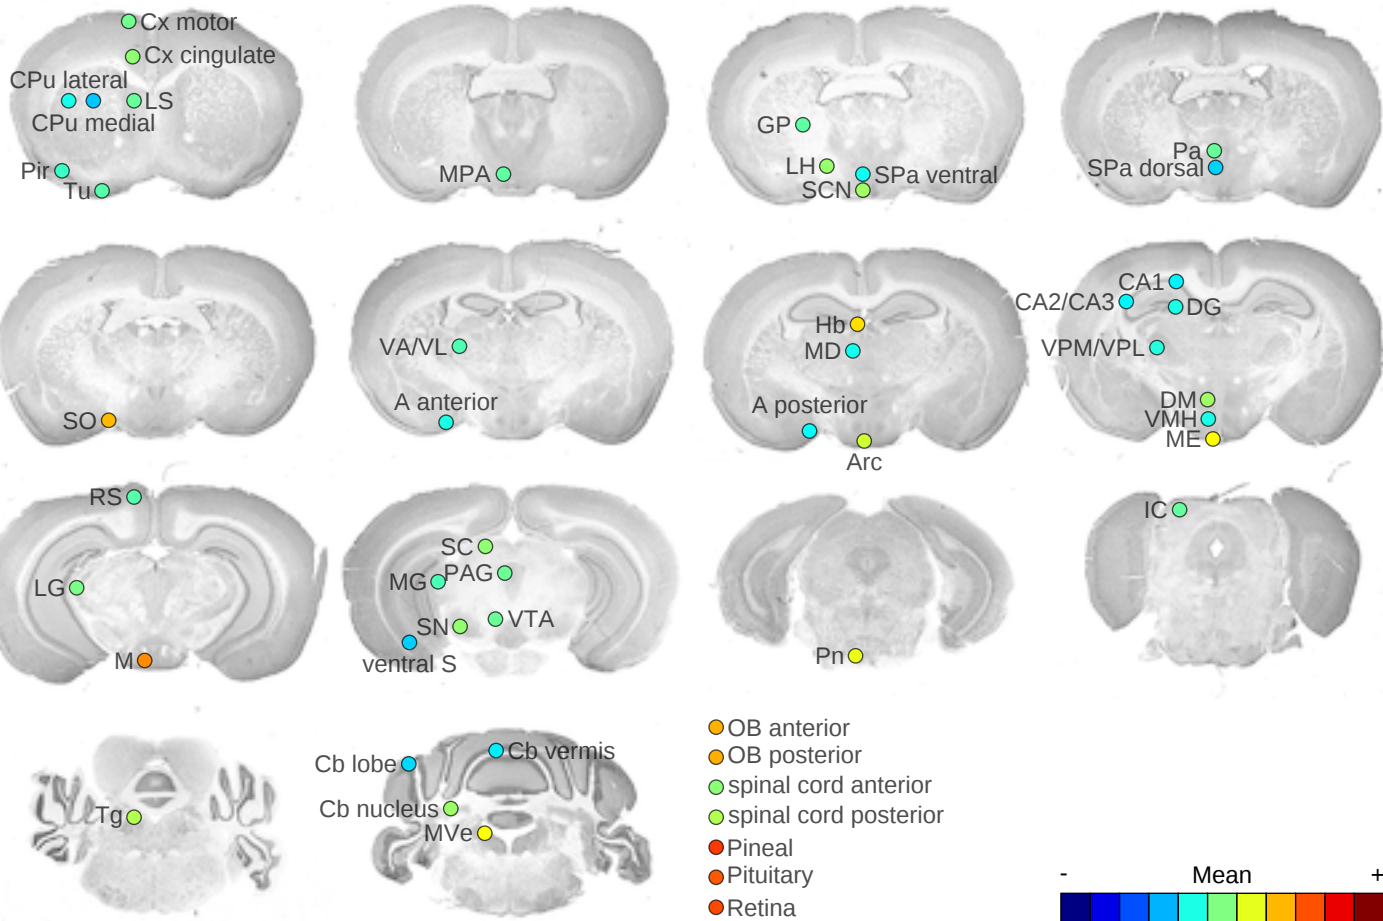 Cx motor
Cx cingulate
CPu lateral
LS
CPu medial
Pir
Tu
MPA
GP
LH
SPa ventral
SCN
Pa
SPa dorsal
SO
VA/VL
A anterior
Hb
MD
A posterior
Arc
CA1
CA2/CA3
DG
VPM/VPL
DM
VMH
ME
RS
LG
M
SC
PAG
MG
VTA
SN
ventral S
Pn
IC
Tg
Cb lobe
Cb vermis
Cb nucleus
MVe
OB anterior
OB posterior
spinal cord anterior
spinal cord posterior
Pineal
Pituitary
Retina
- Mean +